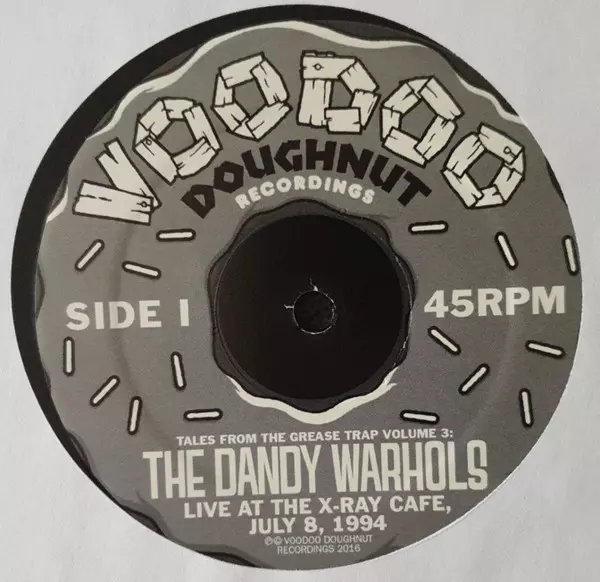 VOODOO
DOUGHNUT
RECORDINGS
SIDE I
45RPM
TALES FROM THE GREASE TRAP VOLUME 3:
THE DANDY WARHOLS
LIVE AT THE X-RAY CAFE,
JULY 8, 1994
℗© VOODOO DOUGHNUT
RECORDINGS 2016